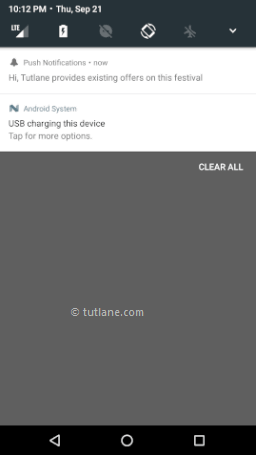 10:12 PM • Thu, Sep 21
LTE
Push Notifications • now
Hi, Tutlane provides existing offers on this festival
Android System
USB charging this device
Tap for more options.
CLEAR ALL
© tutlane.com